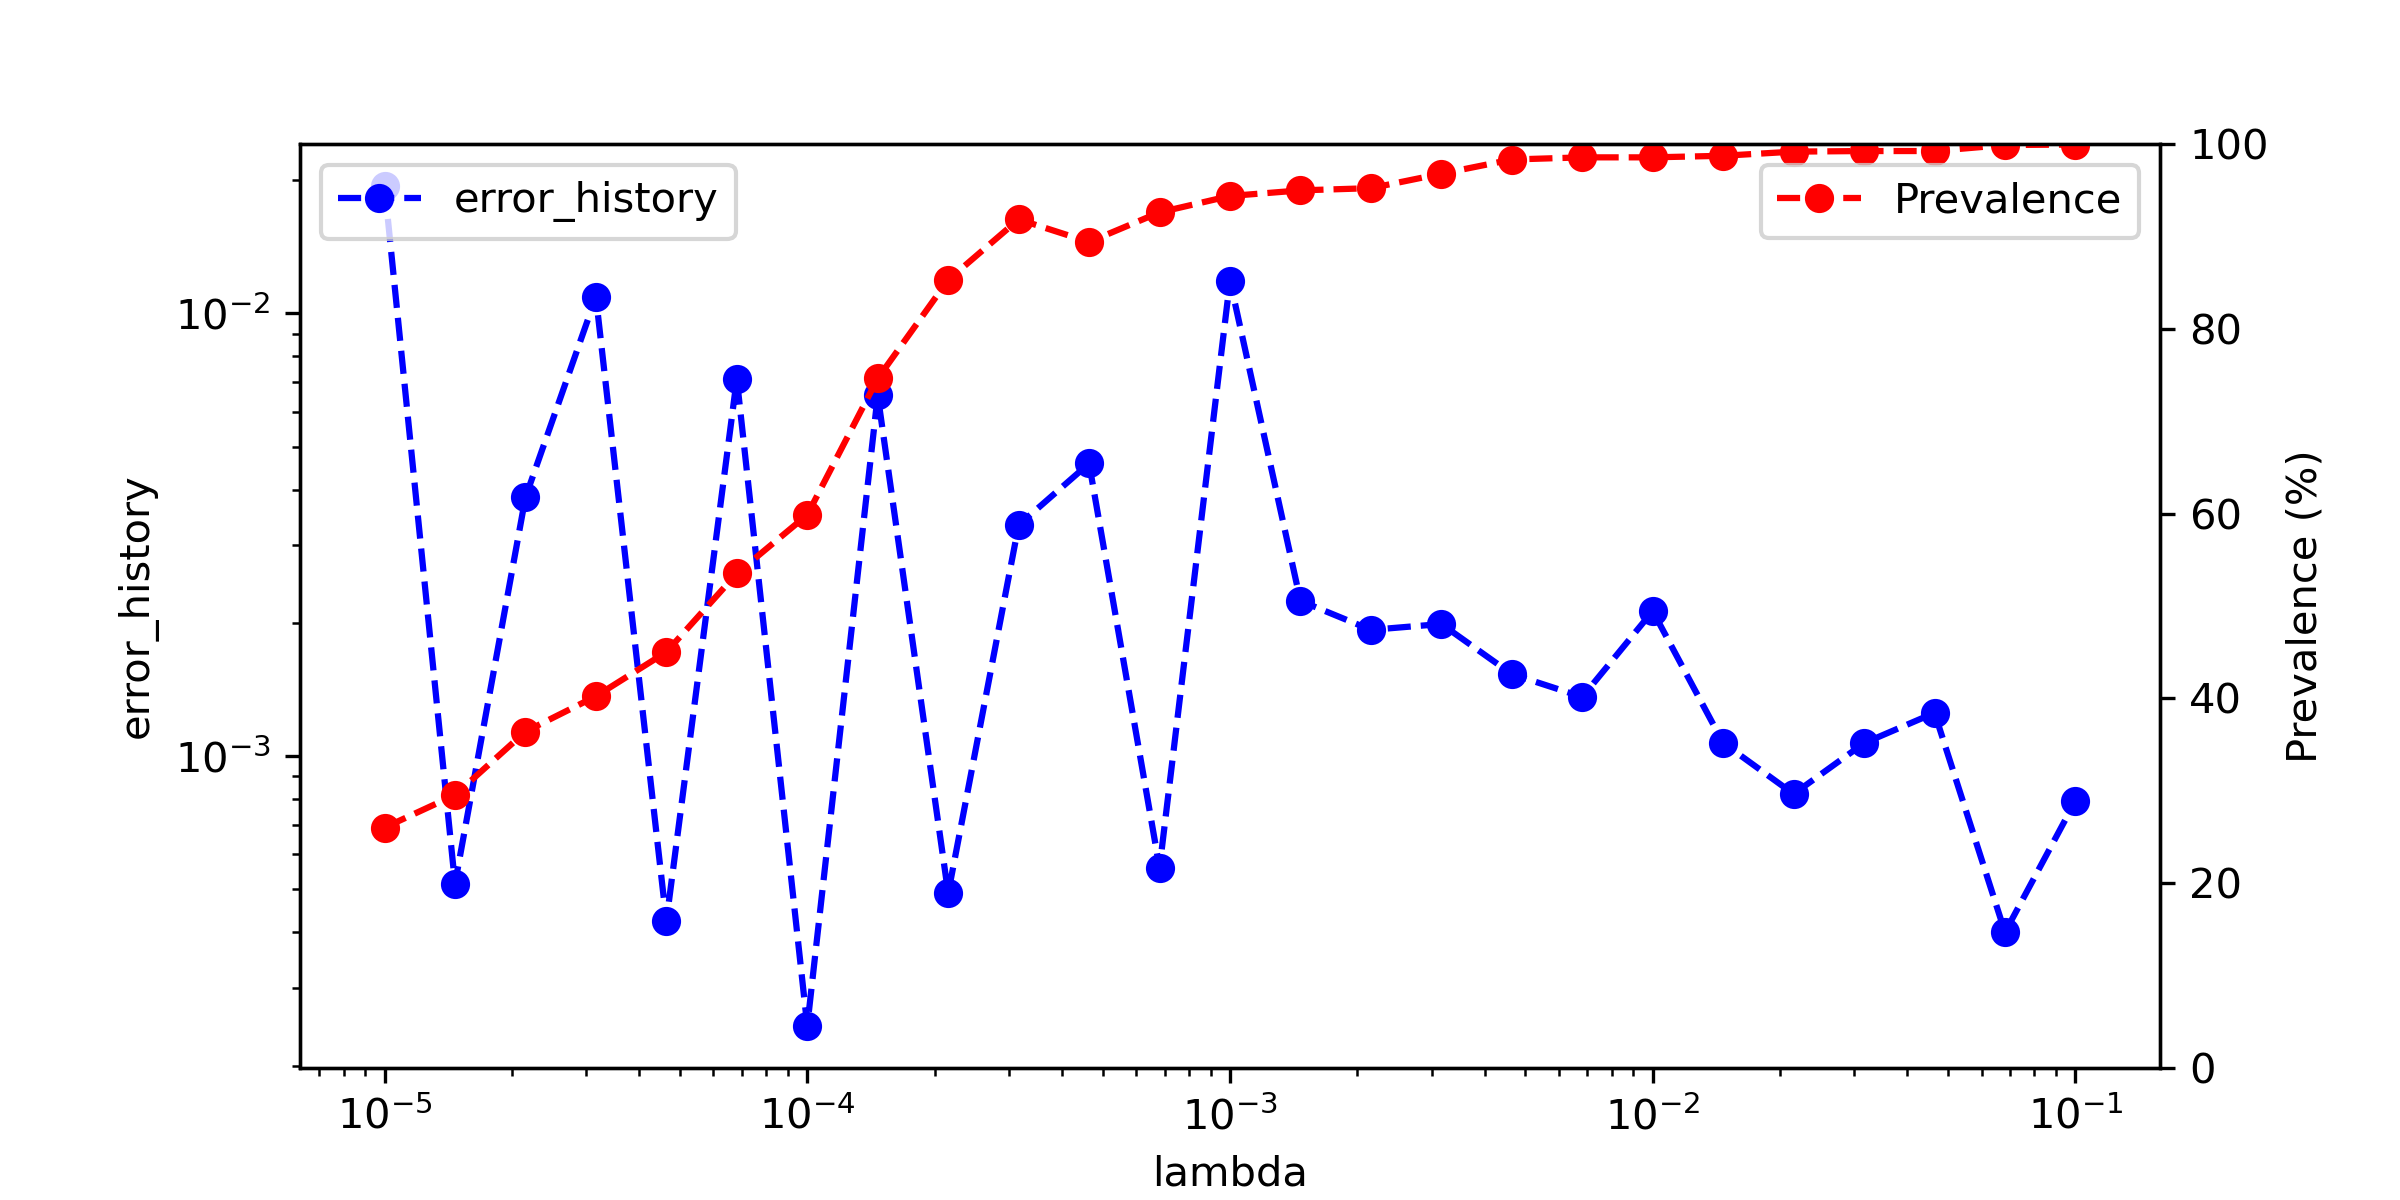 error_history
Prevalence
10⁻²
10⁻³
error_history
100
80
60
40
20
0
Prevalence (%)
10⁻⁵ 10⁻⁴ 10⁻³ 10⁻² 10⁻¹
lambda